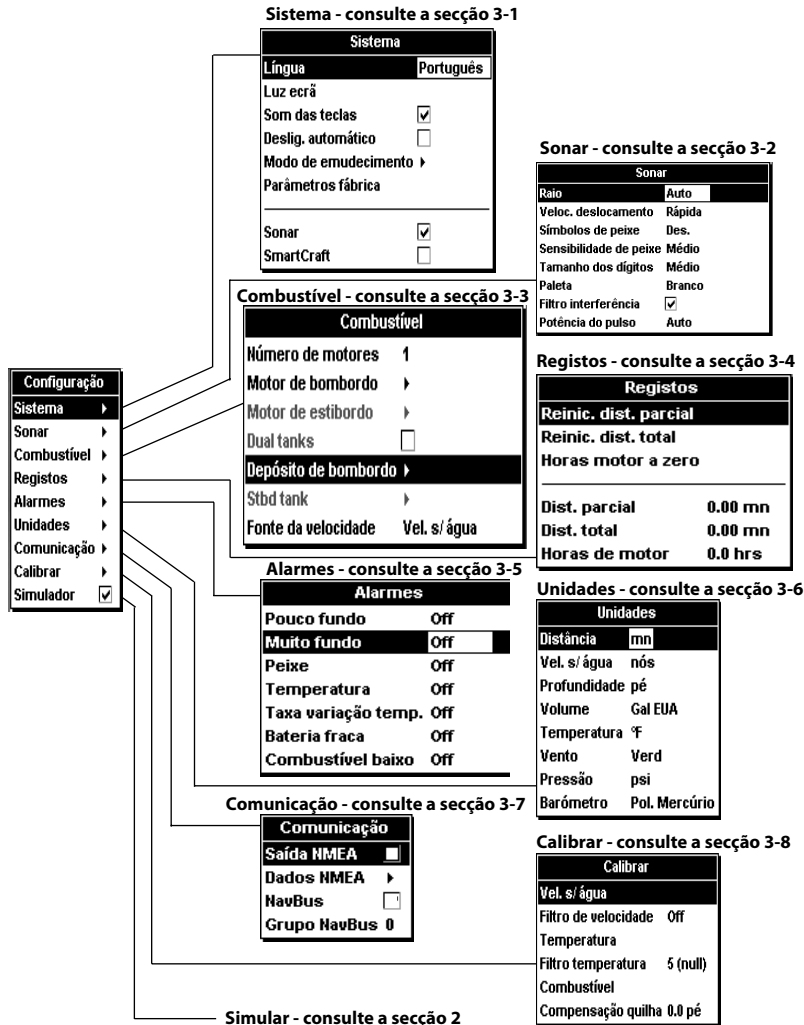 Sistema - consulte a secção 3-1
Sistema
Língua Português
Luz ecrã
Som das teclas
Deslig. automático
Modo de emudecimento
Parâmetros fábrica
Sonar
SmartCraft
Sonar - consulte a secção 3-2
Sonar
Raio Auto
Veloc. deslocamento Rápida
Símbolos de peixe Des.
Sensibilidade de peixe Médio
Tamanho dos dígitos Médio
Paleta Branco
Filtro interferência
Potência do pulso Auto
Combustível - consulte a secção 3-3
Combustível
Número de motores 1
Motor de bombordo
Motor de estibordo
Dual tanks
Depósito de bombordo
Stbd tank
Fonte da velocidade Vel. s/ água
Registos - consulte a secção 3-4
Registos
Reinic. dist. parcial
Reinic. dist. total
Horas motor a zero
Dist. parcial 0.00 mn
Dist. total 0.00 mn
Horas de motor 0.0 hrs
Configuração
Sistema
Sonar
Combustível
Registos
Alarmes
Unidades
Comunicação
Calibrar
Simulador
Alarmes - consulte a secção 3-5
Alarmes
Pouco fundo Off
Muito fundo Off
Peixe Off
Temperatura Off
Taxa variação temp. Off
Bateria fraca Off
Combustível baixo Off
Unidades - consulte a secção 3-6
Unidades
Distância mn
Vel. s/ água nós
Profundidade pé
Volume Gal EUA
Temperatura °F
Vento Verd
Pressão psi
Barómetro Pol. Mercúrio
Comunicação - consulte a secção 3-7
Comunicação
Saída NMEA
Dados NMEA
NavBus
Grupo NavBus 0
Calibrar - consulte a secção 3-8
Calibrar
Vel. s/ água
Filtro de velocidade Off
Temperatura
Filtro temperatura 5 (null)
Combustível
Compensação quilha 0.0 pé
Simular - consulte a secção 2